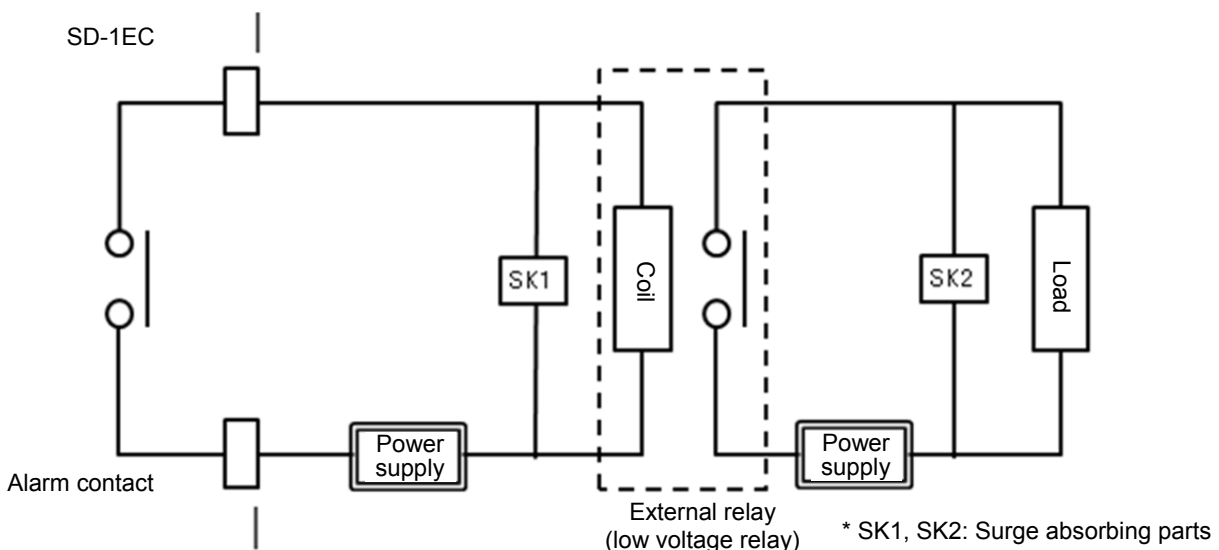 SD-1EC
SK1
Coil
SK2
Load
Power
supply
Power
supply
Alarm contact
External relay
(low voltage relay)
* SK1, SK2: Surge absorbing parts